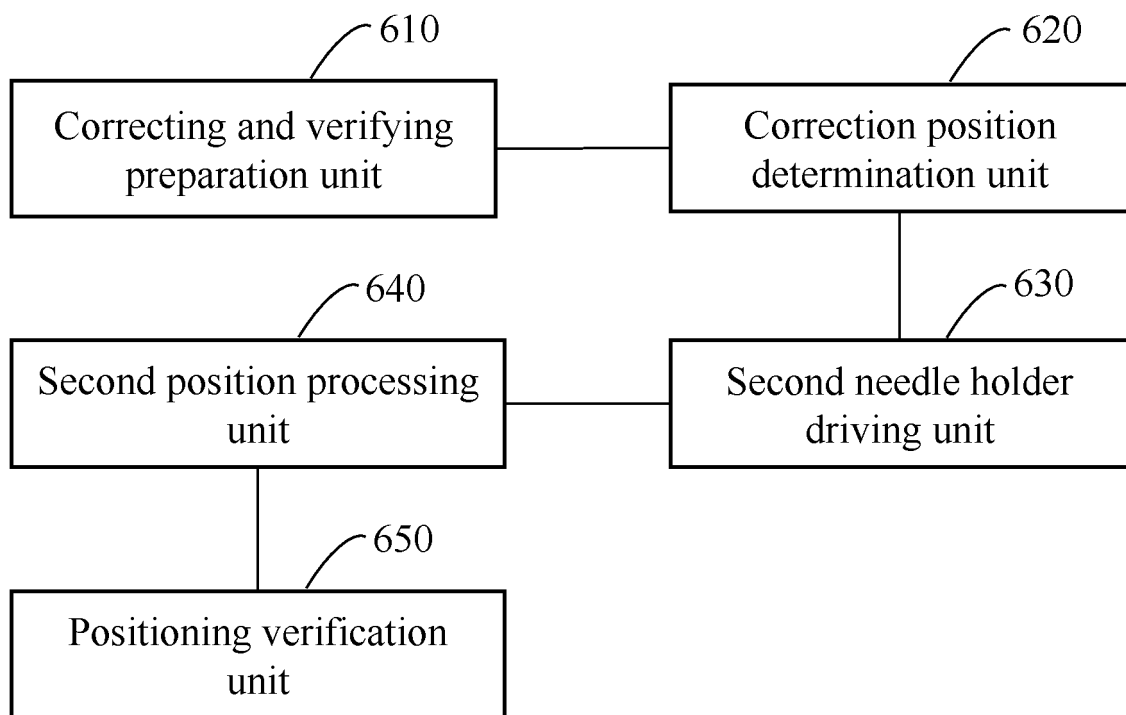 610
620
Correcting and verifying
preparation unit
Correction position
determination unit
640
630
Second position processing
unit
Second needle holder
driving unit
650
Positioning verification
unit